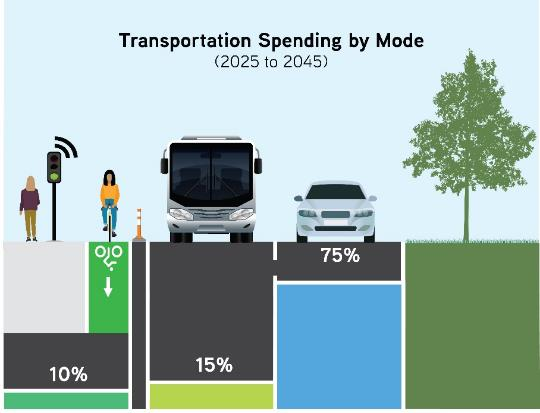 Transportation Spending by Mode
(2025 to 2045)
75%
15%
10%